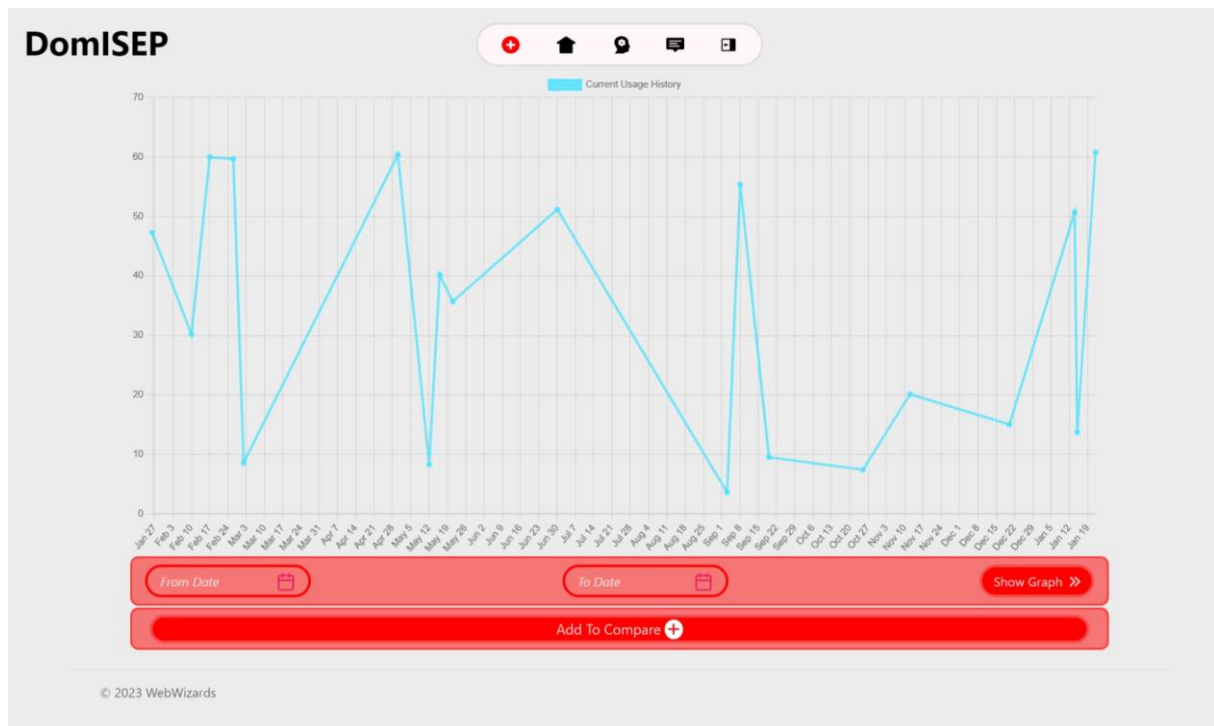 DomISEP
Current Usage History
70
60
50
40
30
20
10
0
Jan 27 Feb 3 Feb 10 Feb 17 Feb 24 Mar 3 Mar 10 Mar 17 Mar 24 Mar 31 Apr 7 Apr 14 Apr 21 Apr 28 May 5 May 12 May 19 May 26 Jun 2 Jun 9 Jun 16 Jun 23 Jun 30 Jul 7 Jul 14 Jul 21 Jul 28 Aug 4 Aug 11 Aug 18 Aug 25 Sep 1 Sep 8 Sep 15 Sep 22 Sep 29 Oct 6 Oct 13 Oct 20 Oct 27 Nov 3 Nov 10 Nov 17 Nov 24 Dec 1 Dec 8 Dec 15 Dec 22 Dec 29 Jan 5 Jan 12 Jan 19
From Date To Date Show Graph »
Add To Compare
© 2023 WebWizards